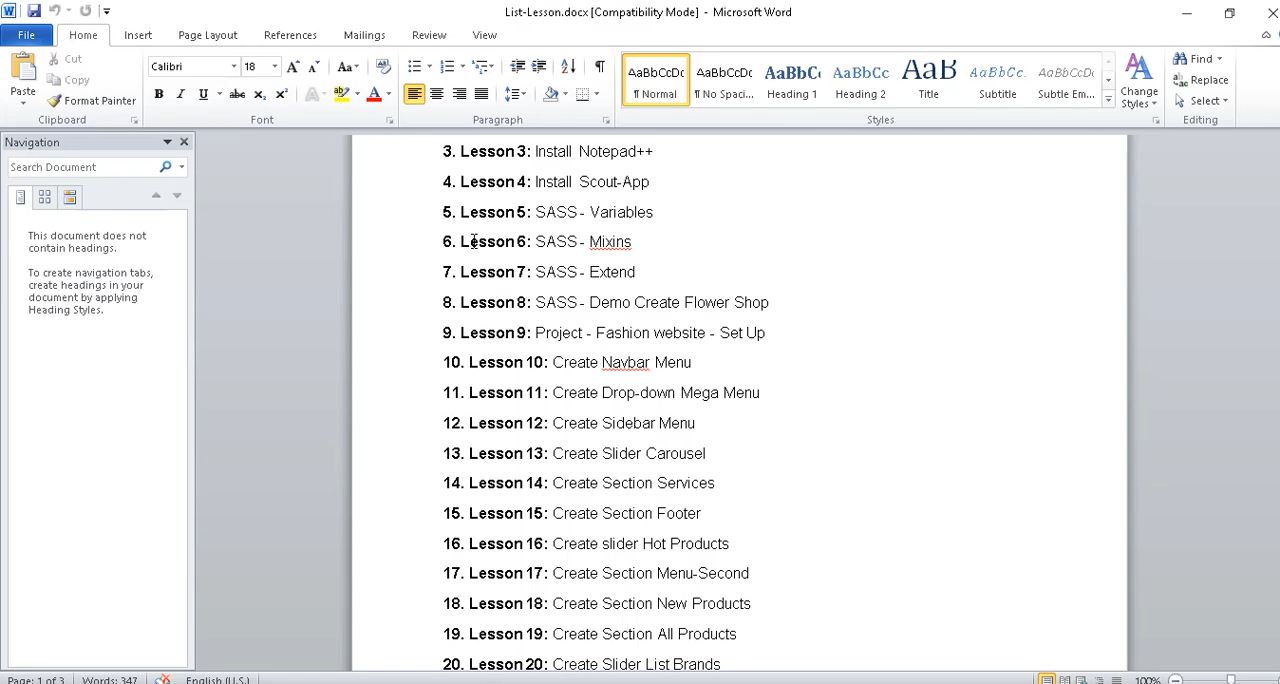 List-Lesson.docx [Compatibility Mode] - Microsoft Word
File Home Insert Page Layout References Mailings Review View
Paste
Cut
Copy
Format Painter
Clipboard
Calibri 18
Font
Paragraph
AaBbCcDc AaBbCcDc AaBbC AaBbCc AaB AaBbCc. AaBbCcDc
¶ Normal ¶ No Spaci... Heading 1 Heading 2 Title Subtitle Subtle Em...
Change
Styles
Styles
Find
Replace
Select
Editing
Navigation
Search Document
This document does not
contain headings.
To create navigation tabs,
create headings in your
document by applying
Heading Styles.
3. Lesson 3: Install Notepad++
4. Lesson 4: Install Scout-App
5. Lesson 5: SASS - Variables
6. Lesson 6: SASS - Mixins
7. Lesson 7: SASS - Extend
8. Lesson 8: SASS - Demo Create Flower Shop
9. Lesson 9: Project - Fashion website - Set Up
10. Lesson 10: Create Navbar Menu
11. Lesson 11: Create Drop-down Mega Menu
12. Lesson 12: Create Sidebar Menu
13. Lesson 13: Create Slider Carousel
14. Lesson 14: Create Section Services
15. Lesson 15: Create Section Footer
16. Lesson 16: Create slider Hot Products
17. Lesson 17: Create Section Menu-Second
18. Lesson 18: Create Section New Products
19. Lesson 19: Create Section All Products
20. Lesson 20: Create Slider List Brands
Page: 1 of 3 Words: 347 English (U.S.) 100%